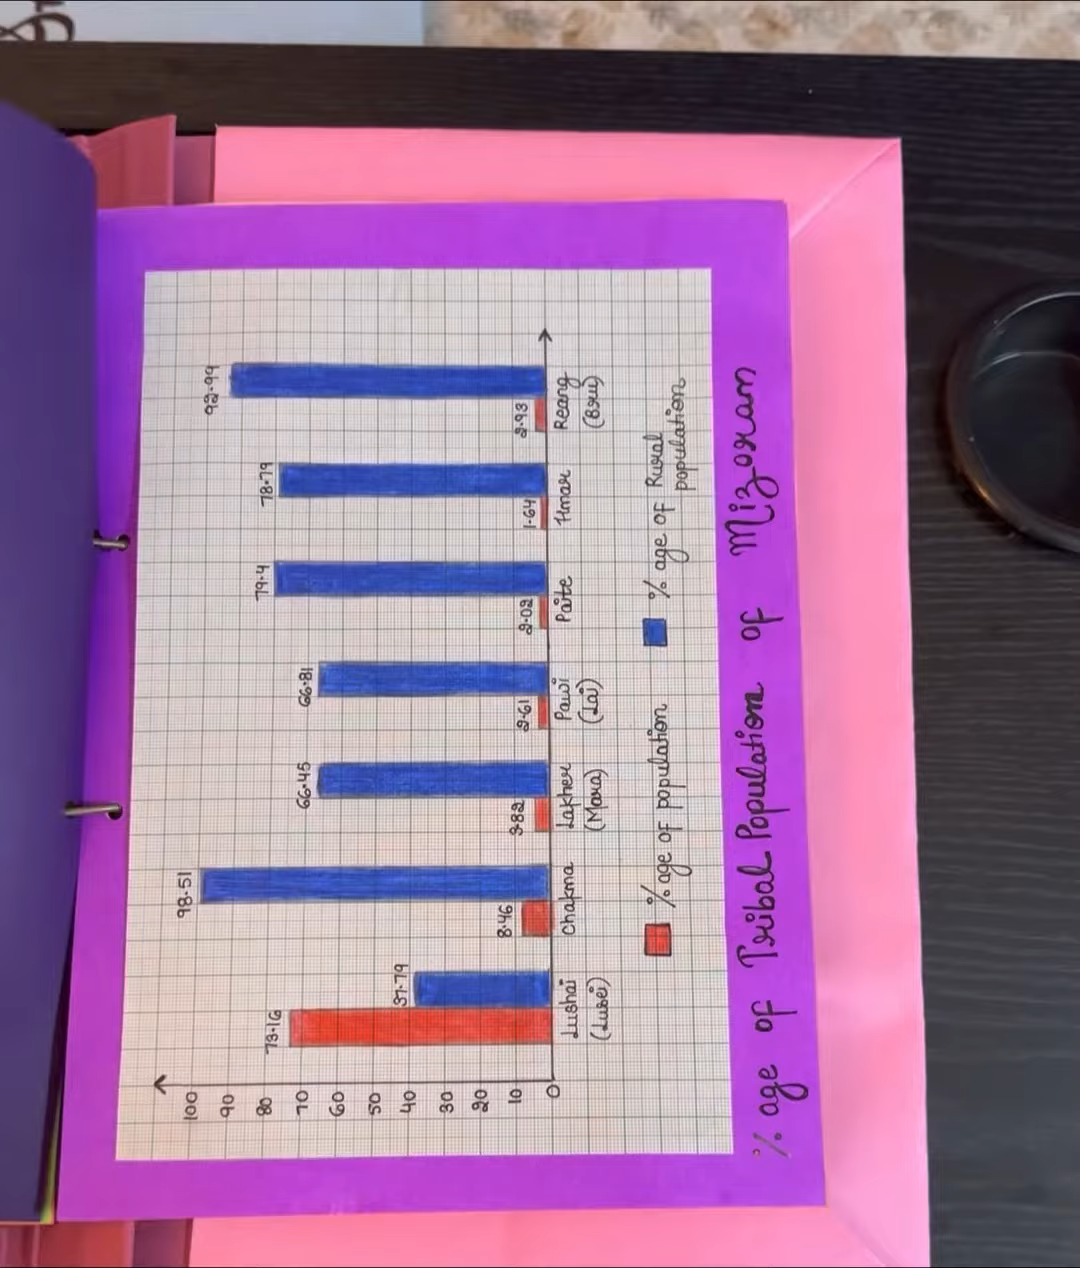 100
90
80
70
60
50
40
30
20
10
0
73.16
37.79
98.51
8.46
66.45
3.82
66.81
2.61
79.4
2.02
78.79
1.64
92.99
2.93
Lushai
(Lusei)
Chakma
Lakher
(Mara)
Pawi
(Lai)
Paite
Hmar
Reang
(Bru)
% age of population
% age of Rural
population
% age of Tribal Population of Mizoram